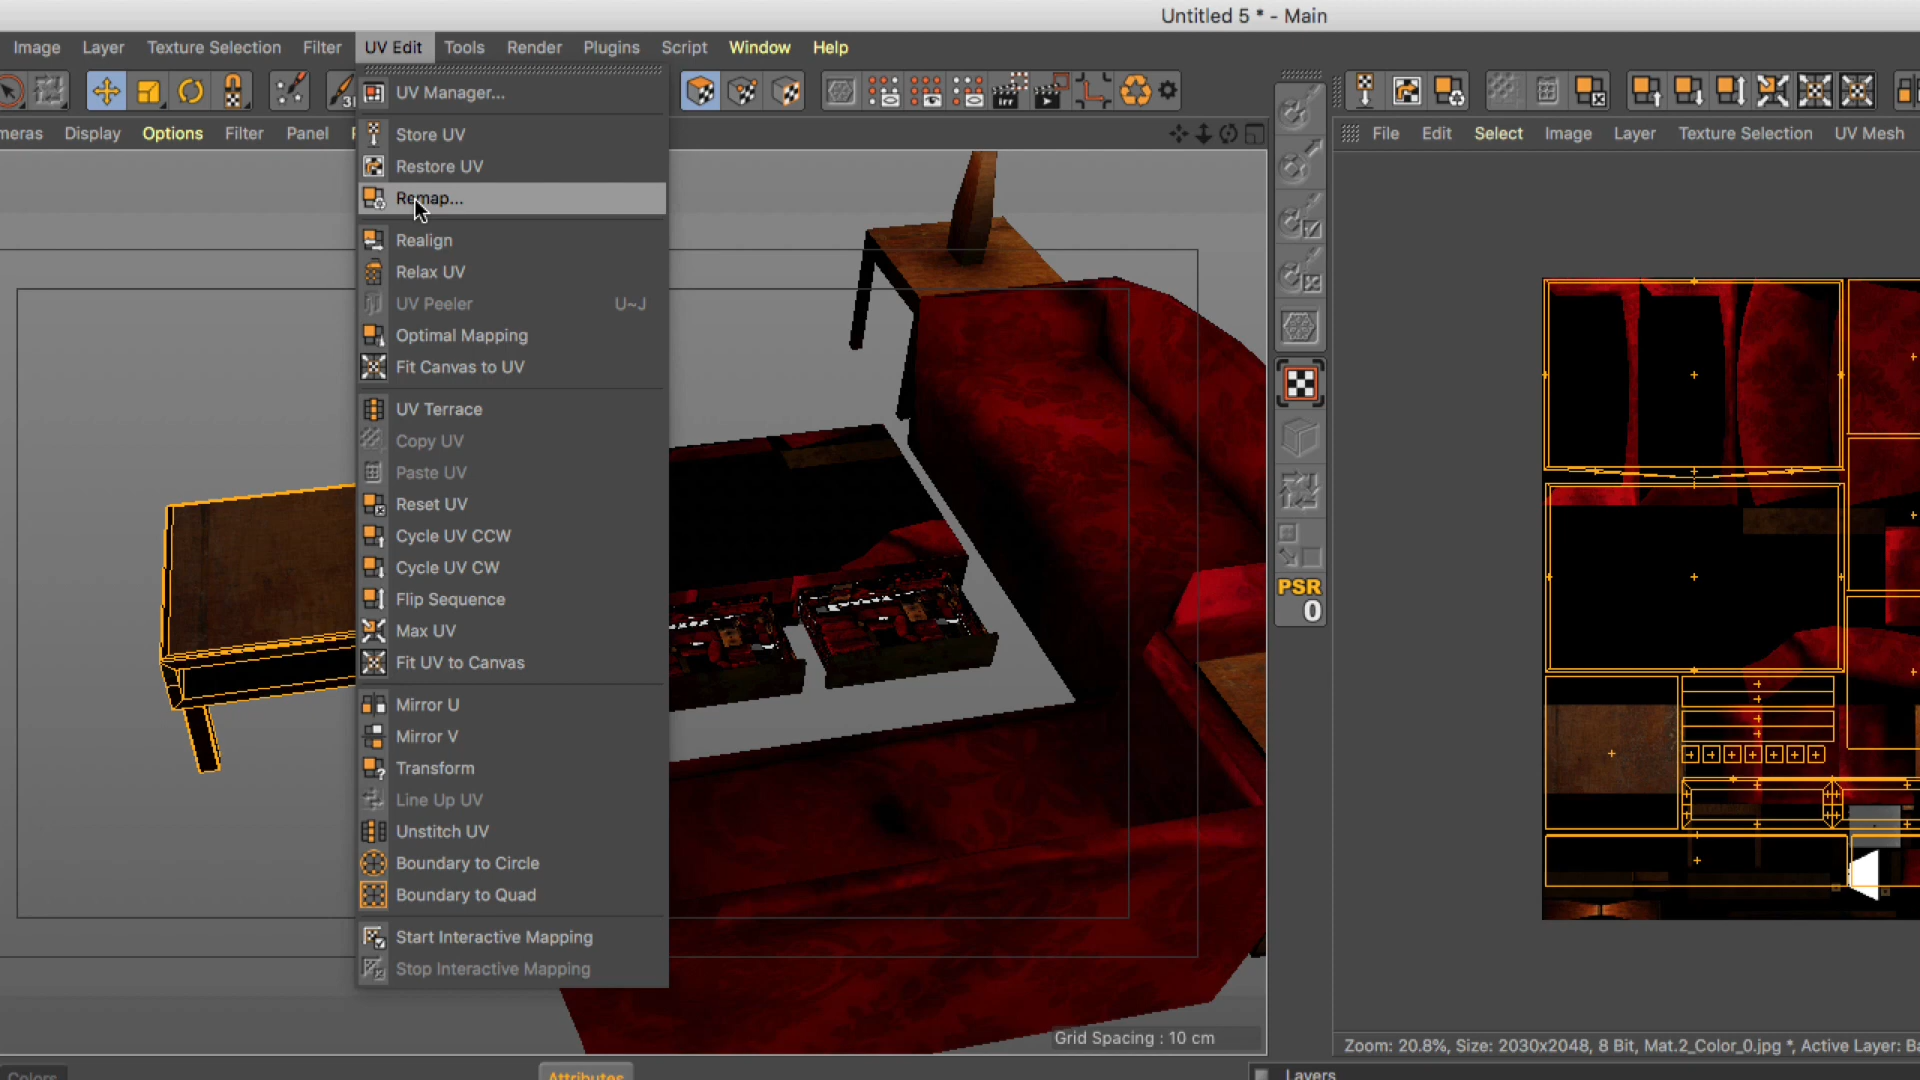 Untitled 5 * - Main
Image Layer Texture Selection Filter UV Edit Tools Render Plugins Script Window Help
meras Display Options Filter Panel
File Edit Select Image Layer Texture Selection UV Mesh
UV Manager...
Store UV
Restore UV
Remap...
Realign
Relax UV
UV Peeler U~J
Optimal Mapping
Fit Canvas to UV
UV Terrace
Copy UV
Paste UV
Reset UV
Cycle UV CCW
Cycle UV CW
Flip Sequence
Max UV
Fit UV to Canvas
Mirror U
Mirror V
Transform
Line Up UV
Unstitch UV
Boundary to Circle
Boundary to Quad
Start Interactive Mapping
Stop Interactive Mapping
PSR
0
Grid Spacing : 10 cm
Zoom: 20.8%, Size: 2030x2048, 8 Bit, Mat.2_Color_0.jpg *, Active Layer: Ba
Colors
Attributes
Layers